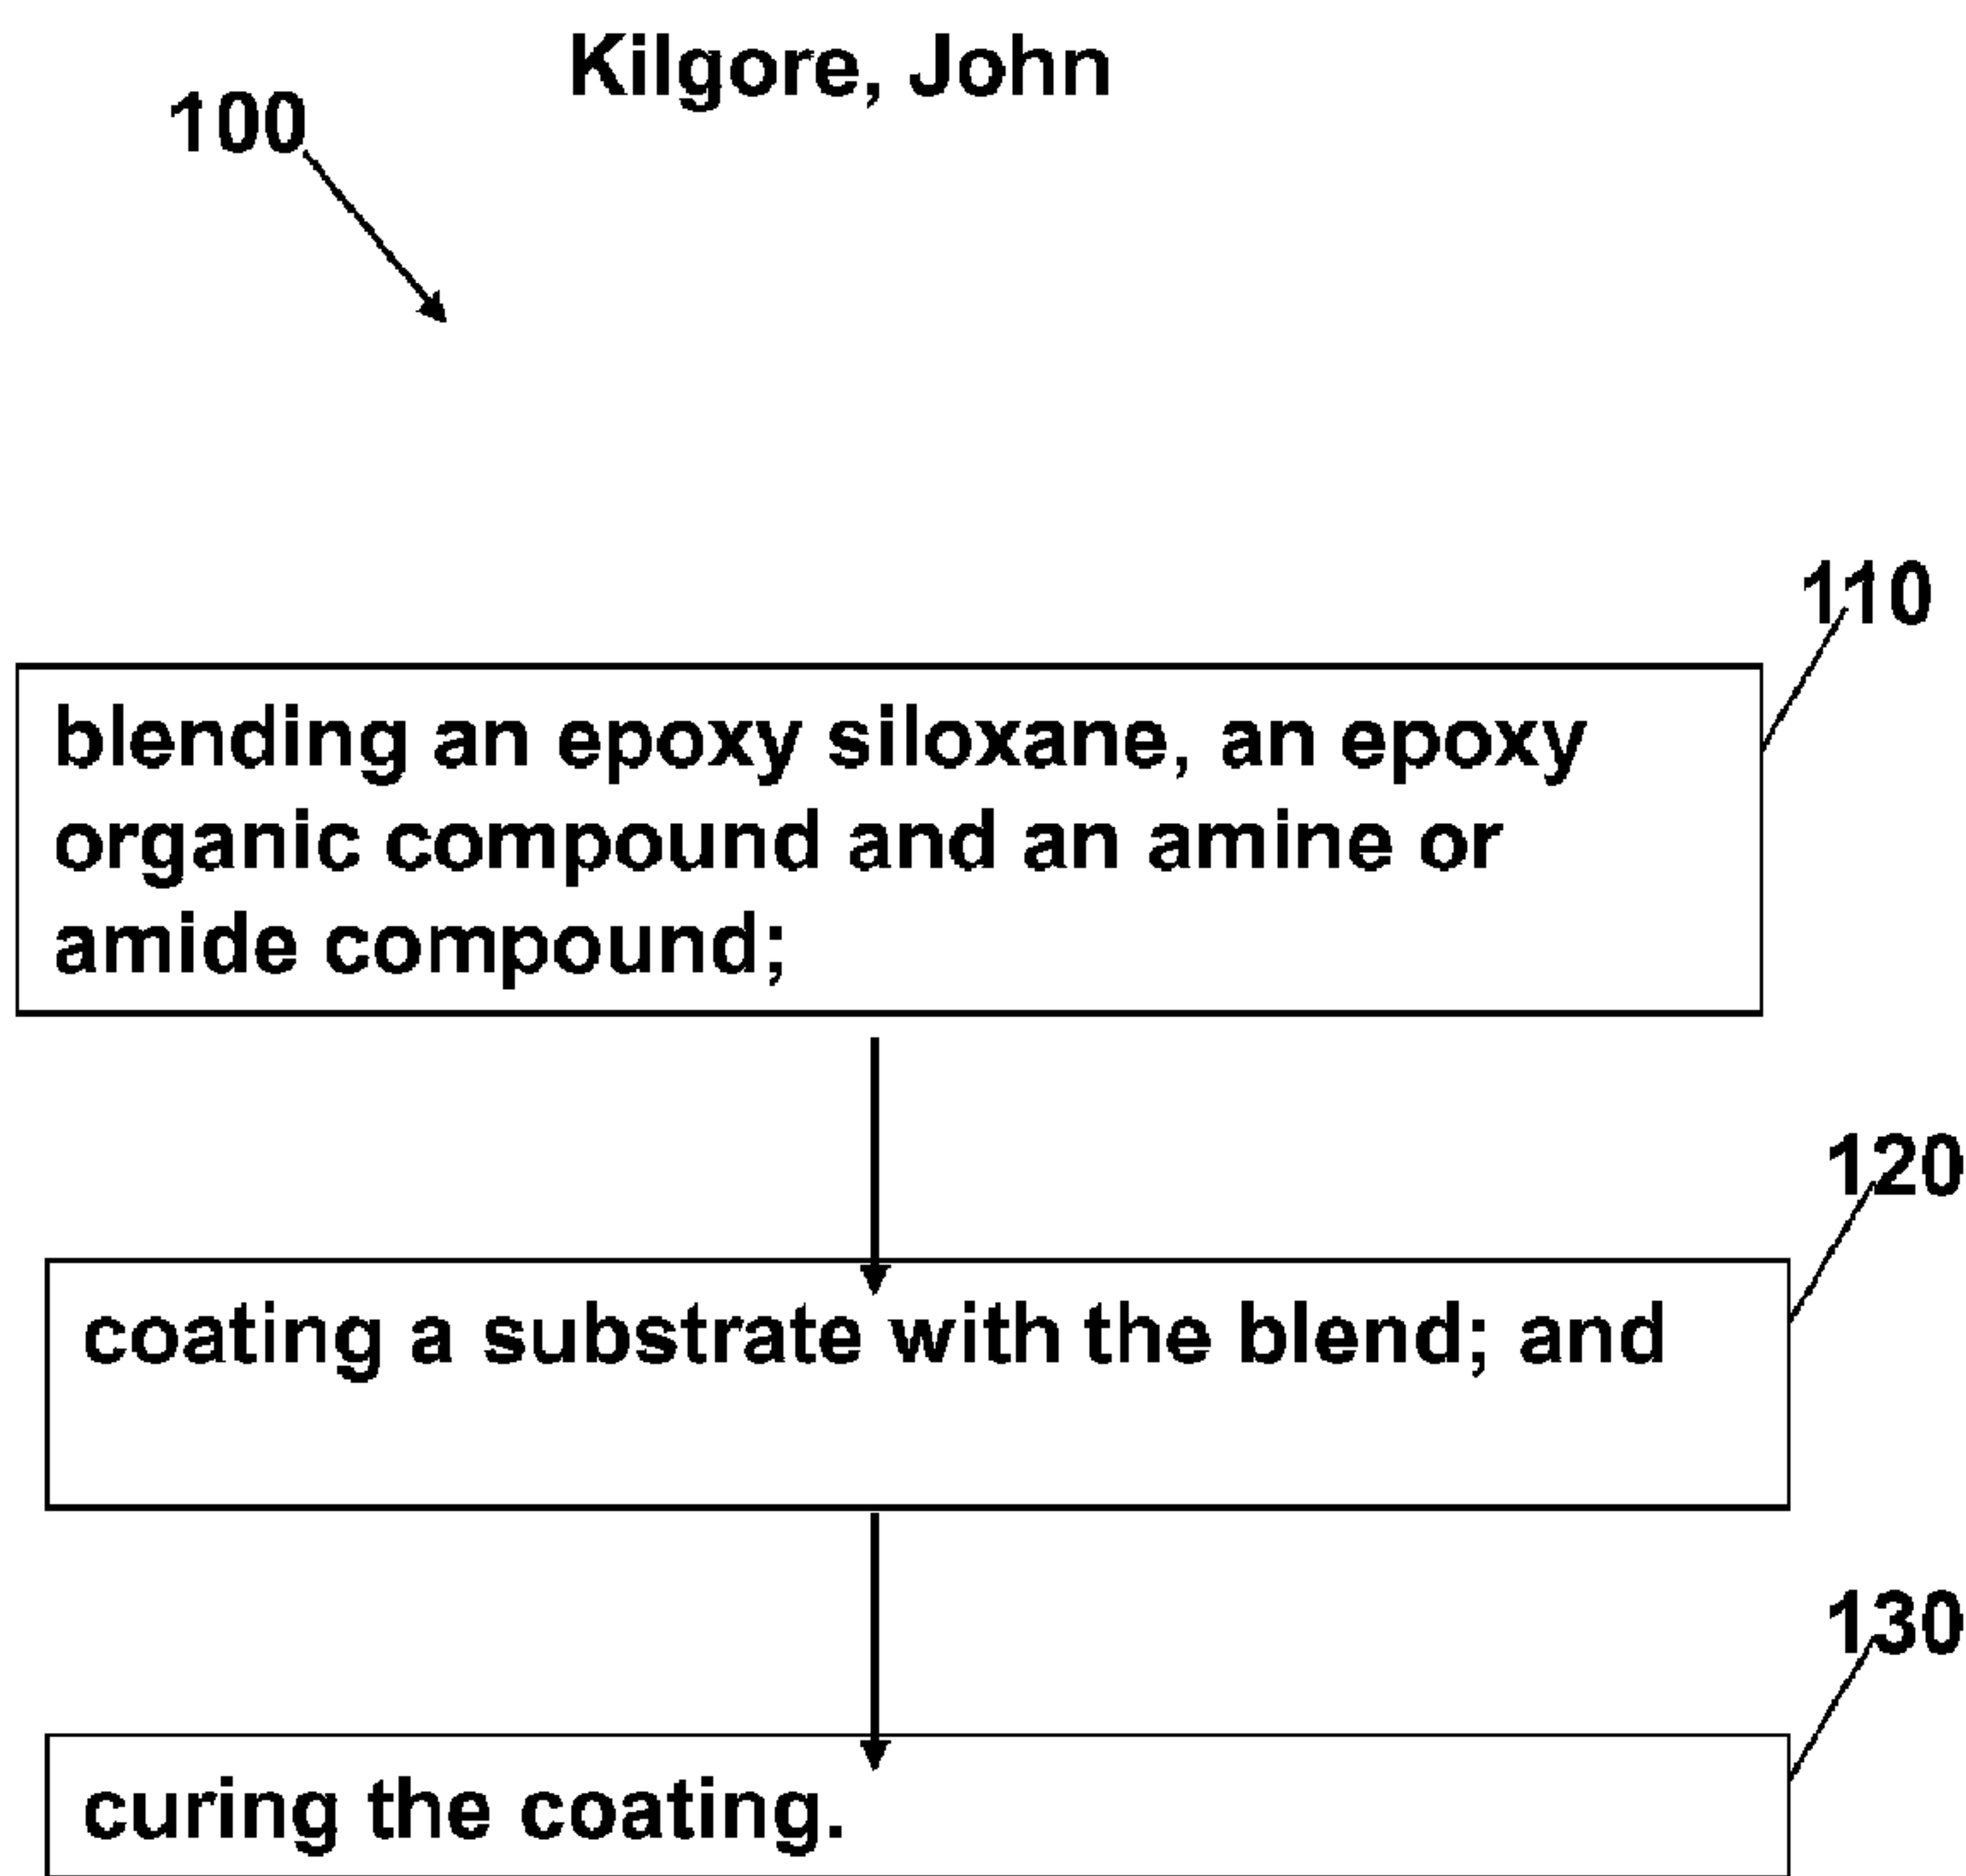 Kilgore, John
100
110
blending an epoxy siloxane, an epoxy
organic compound and an amine or
amide compound;
120
coating a substrate with the blend; and
130
curing the coating.